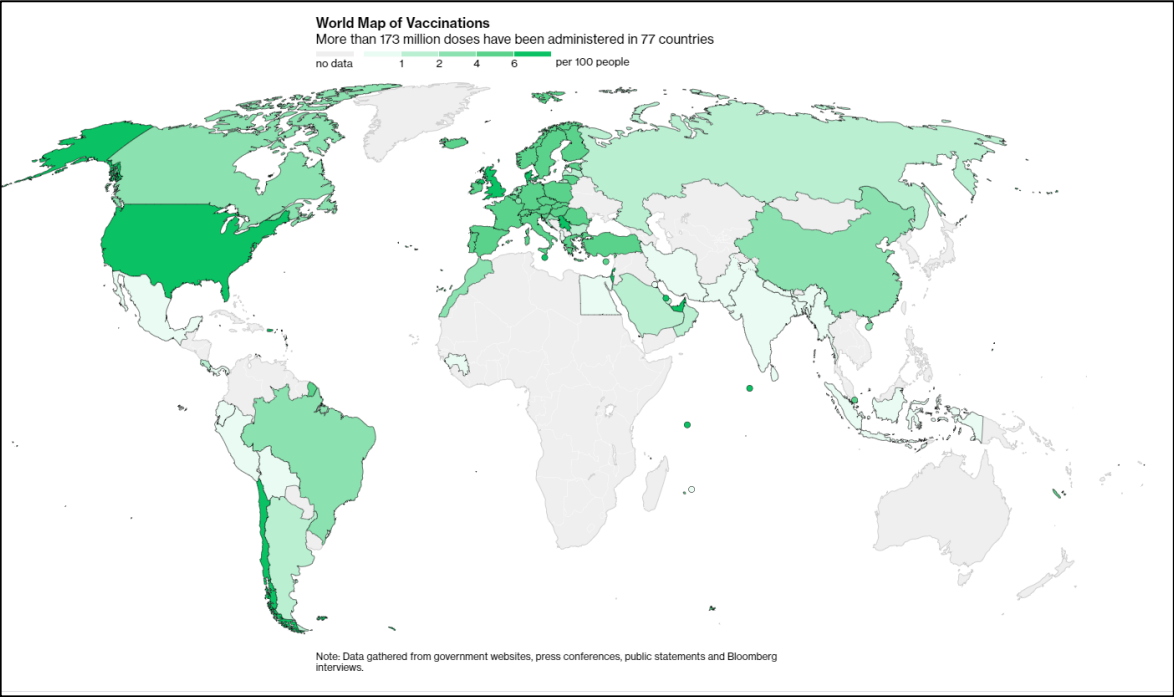 World Map of Vaccinations
More than 173 million doses have been administered in 77 countries
no data 1 2 4 6 per 100 people
Note: Data gathered from government websites, press conferences, public statements and Bloomberg
interviews.